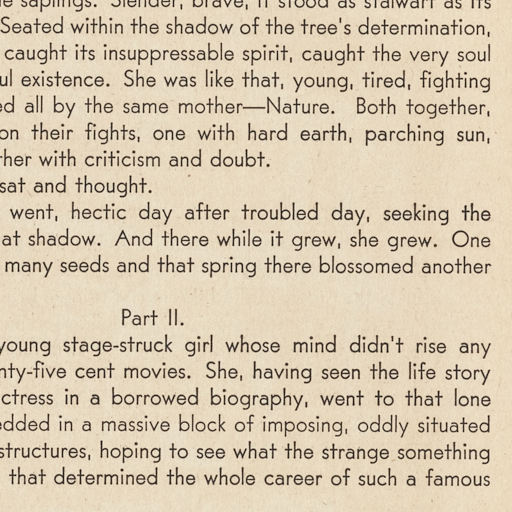 saplings. Slender, brave, it stood as stalwart as its
Seated within the shadow of the tree's determination,
caught its insuppressable spirit, caught the very soul
existence. She was like that, young, tired, fighting
all by the same mother—Nature. Both together,
on their fights, one with hard earth, parching sun,
with criticism and doubt.
sat and thought.
went, hectic day after troubled day, seeking the
at shadow. And there while it grew, she grew. One
many seeds and that spring there blossomed another
Part II.
young stage-struck girl whose mind didn't rise any
nty-five cent movies. She, having seen the life story
ctress in a borrowed biography, went to that lone
edded in a massive block of imposing, oddly situated
structures, hoping to see what the strange something
that determined the whole career of such a famous